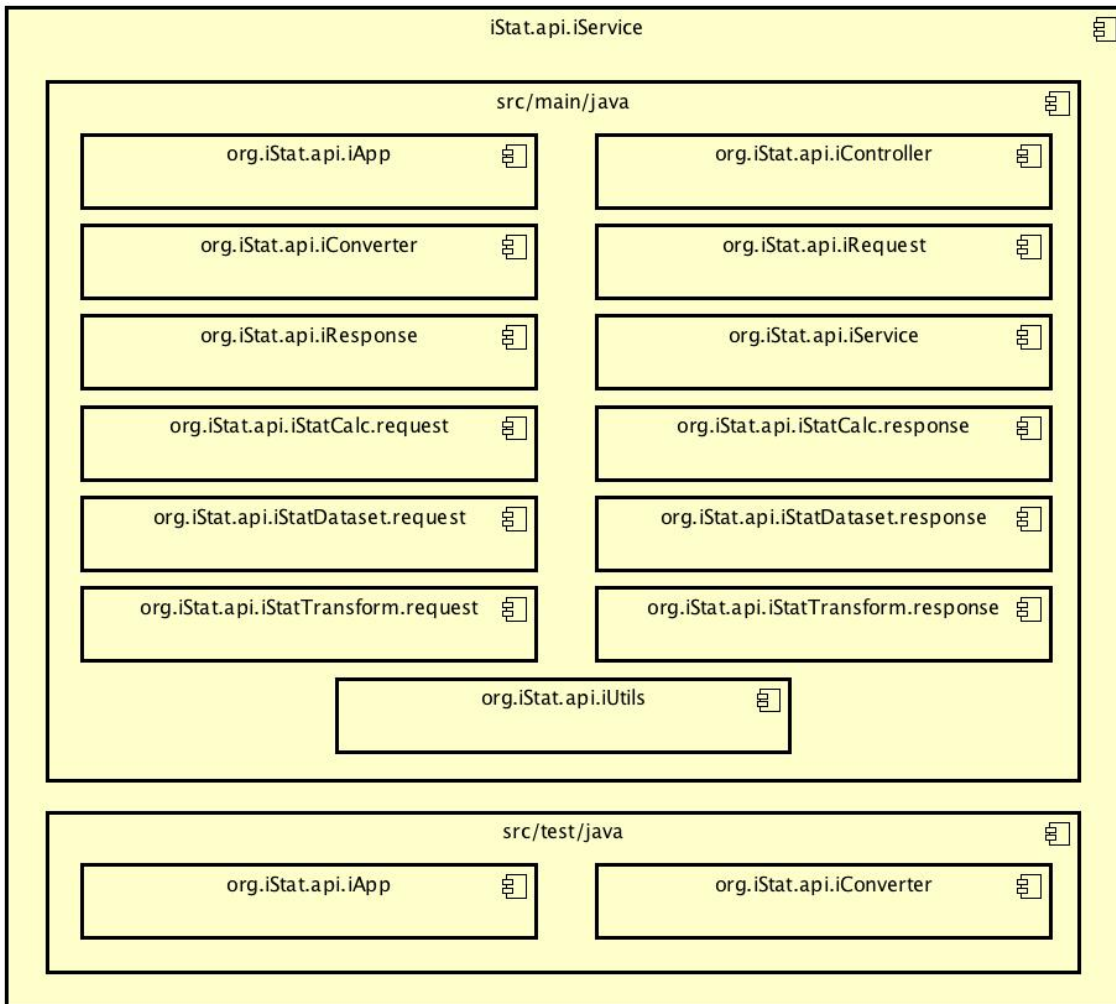 iStat.api.iService
src/main/java
org.iStat.api.iApp
org.iStat.api.iController
org.iStat.api.iConverter
org.iStat.api.iRequest
org.iStat.api.iResponse
org.iStat.api.iService
org.iStat.api.iStatCalc.request
org.iStat.api.iStatCalc.response
org.iStat.api.iStatDataset.request
org.iStat.api.iStatDataset.response
org.iStat.api.iStatTransform.request
org.iStat.api.iStatTransform.response
org.iStat.api.iUtils
src/test/java
org.iStat.api.iApp
org.iStat.api.iConverter